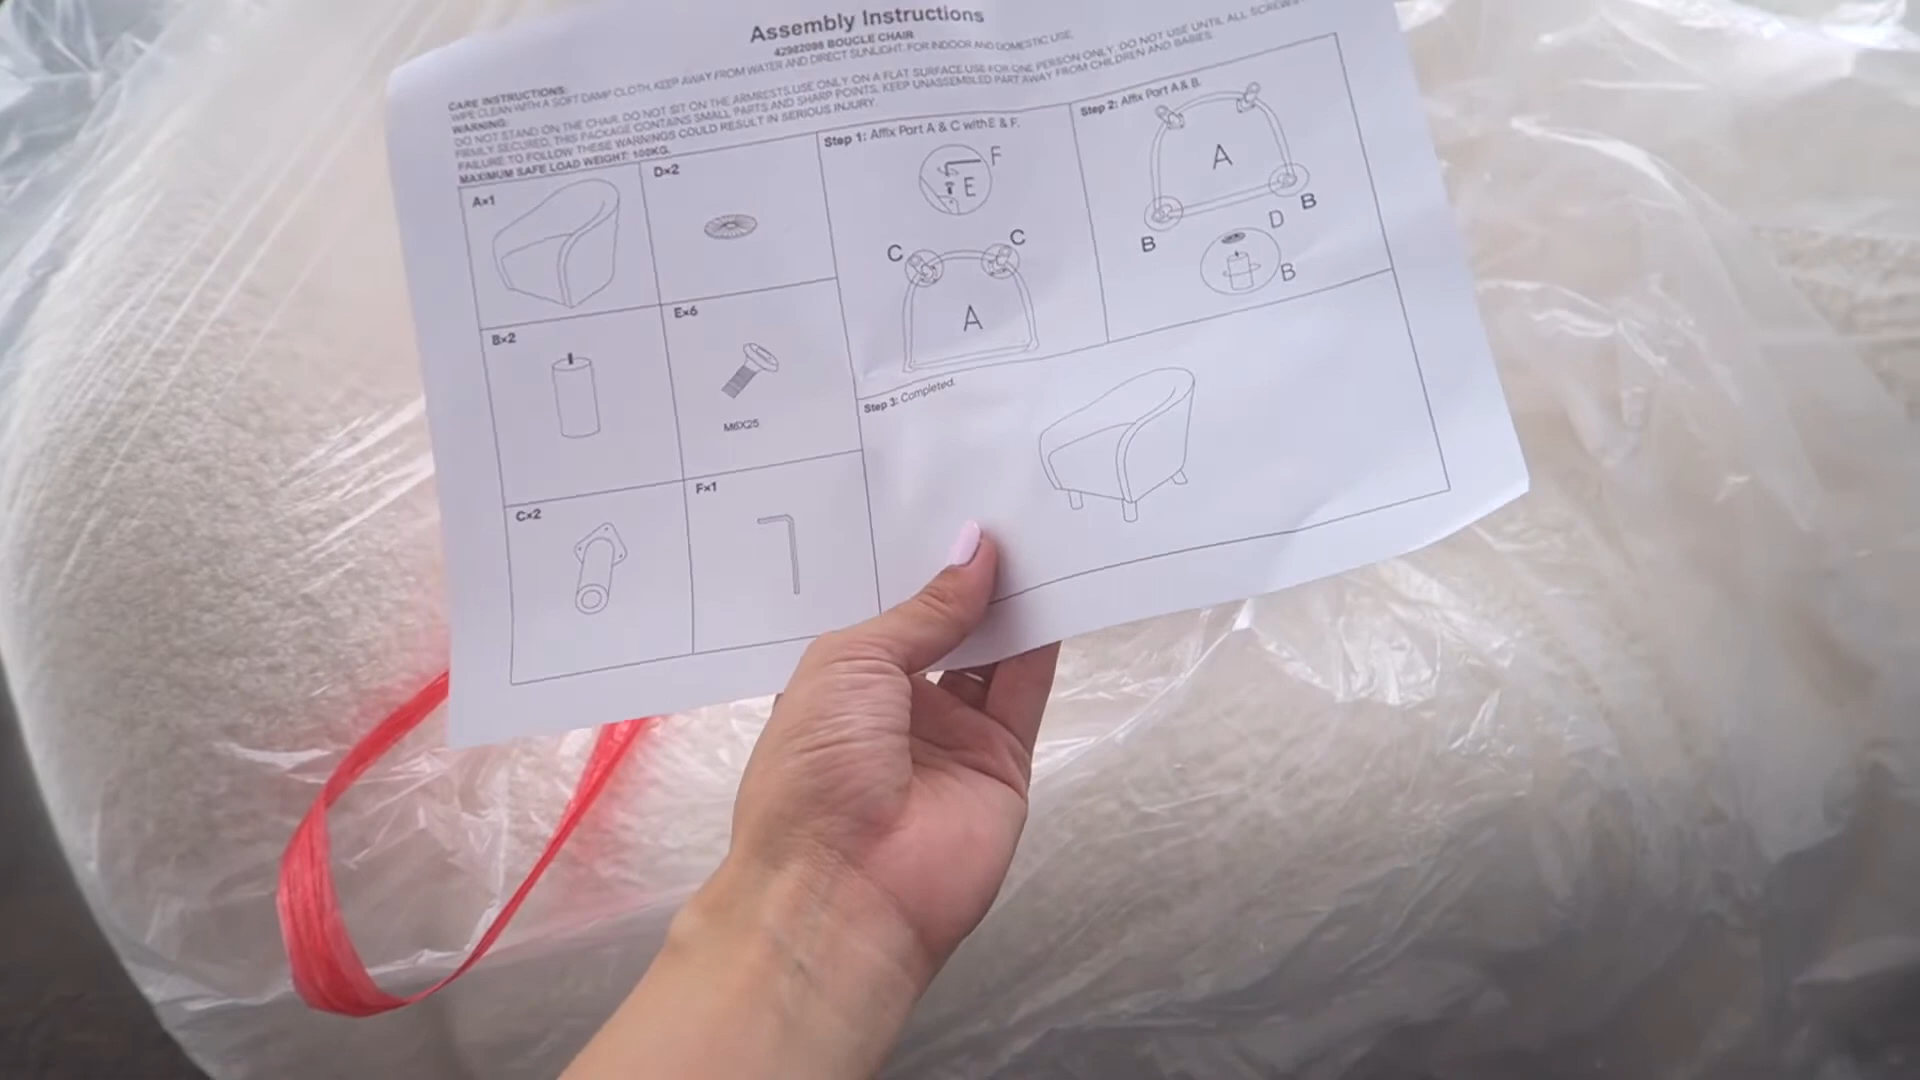 Assembly Instructions
42982098 BOUCLE CHAIR
CARE INSTRUCTIONS:
WIPE CLEAN WITH A SOFT DAMP CLOTH, KEEP AWAY FROM WATER AND DIRECT SUNLIGHT. FOR INDOOR AND DOMESTIC USE.
WARNING:
DO NOT STAND ON THE CHAIR. DO NOT SIT ON THE ARMRESTS. USE ONLY ON A FLAT SURFACE. USE FOR ONE PERSON ONLY. DO NOT USE UNTIL ALL SCREWS
FIRMLY SECURED. THIS PACKAGE CONTAINS SMALL PARTS AND SHARP POINTS. KEEP UNASSEMBLED PART AWAY FROM CHILDREN AND BABIES.
FAILURE TO FOLLOW THESE WARNINGS COULD RESULT IN SERIOUS INJURY.
MAXIMUM SAFE LOAD WEIGHT: 100KG.
A×1
D×2
B×2
E×6
M6X25
C×2
F×1
Step 1: Affix Port A & C with E & F.
F
E
C
C
A
Step 2: Affix Port A & B.
A
B
B
D
B
Step 3: Completed.